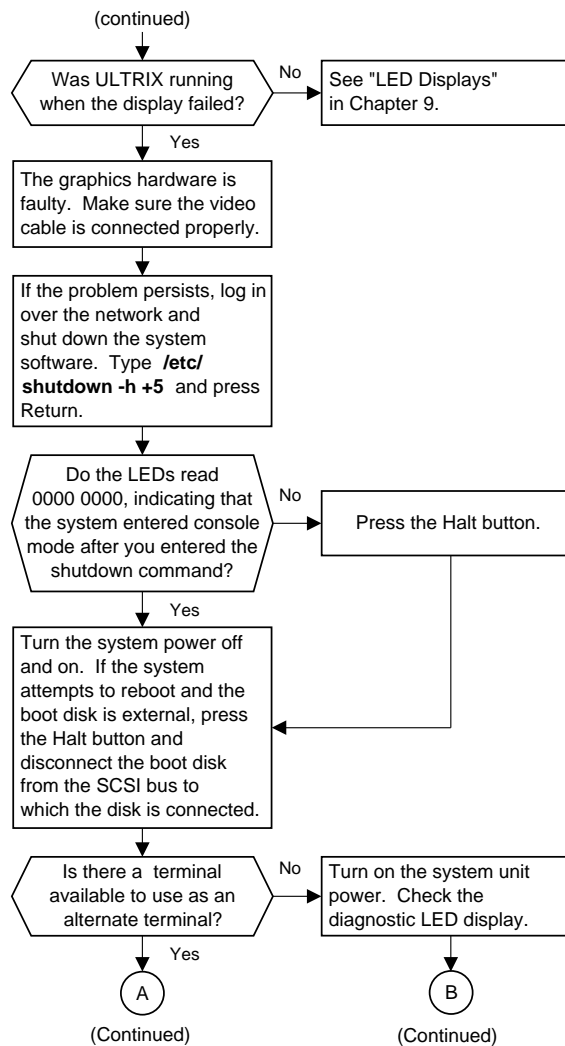 (continued)
Was ULTRIX running
when the display failed?
No
See "LED Displays"
in Chapter 9.
Yes
The graphics hardware is
faulty. Make sure the video
cable is connected properly.
If the problem persists, log in
over the network and
shut down the system
software. Type /etc/
shutdown -h +5 and press
Return.
Do the LEDs read
0000 0000, indicating that
the system entered console
mode after you entered the
shutdown command?
No
Press the Halt button.
Yes
Turn the system power off
and on. If the system
attempts to reboot and the
boot disk is external, press
the Halt button and
disconnect the boot disk
from the SCSI bus to
which the disk is connected.
Is there a terminal
available to use as an
alternate terminal?
No
Turn on the system unit
power. Check the
diagnostic LED display.
Yes
A
(Continued)
B
(Continued)